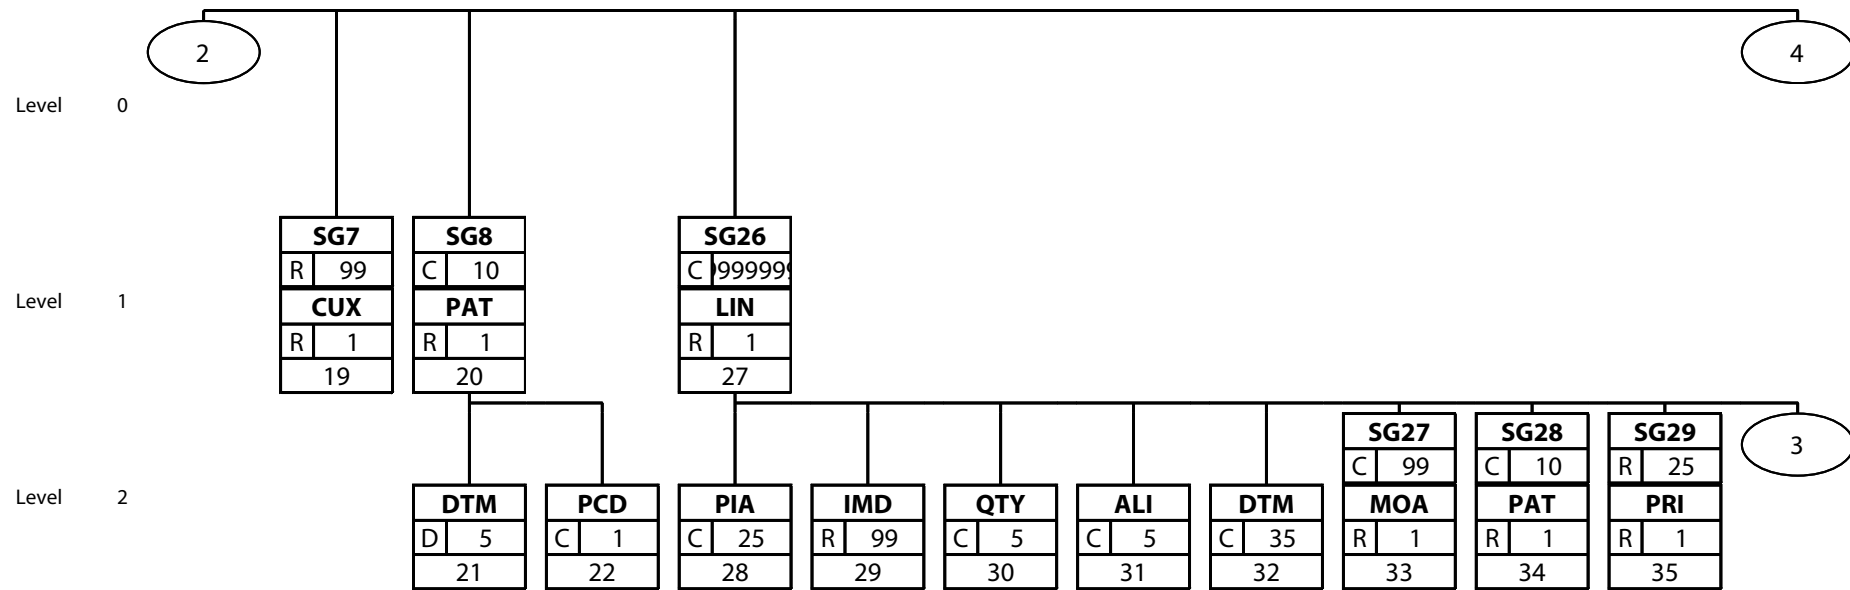 2
4
Level 0
SG7 SG8 SG26
R 99 C 10 C
Level 1
CUX PAT LIN
R 1 R 1 R 1
19 20 27
SG27 SG28 SG29
3
C 99 C 10 R 25
Level 2
DTM PCD PIA IMD QTY ALI DTM MOA PAT PRI
D 5 C 1 C 25 R 99 C 5 C 5 C 35 R 1 R 1 R 1
21 22 28 29 30 31 32 33 34 35